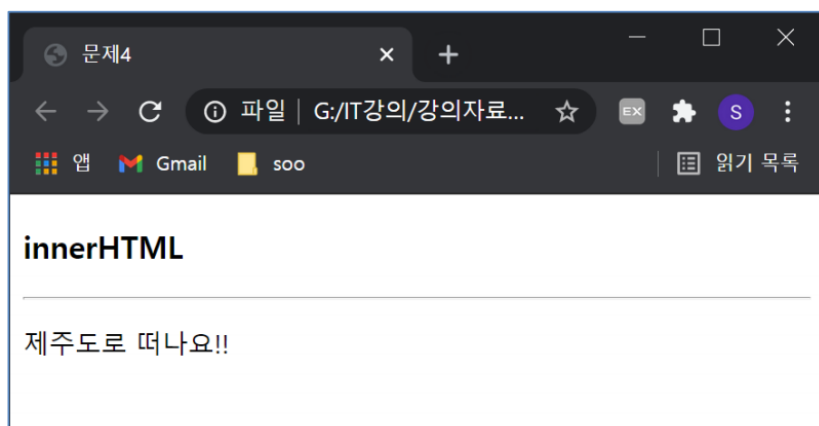 문제4
파일 G:/IT강의/강의자료...
EX
S
앱 Gmail soo 읽기 목록
innerHTML
제주도로 떠나요!!